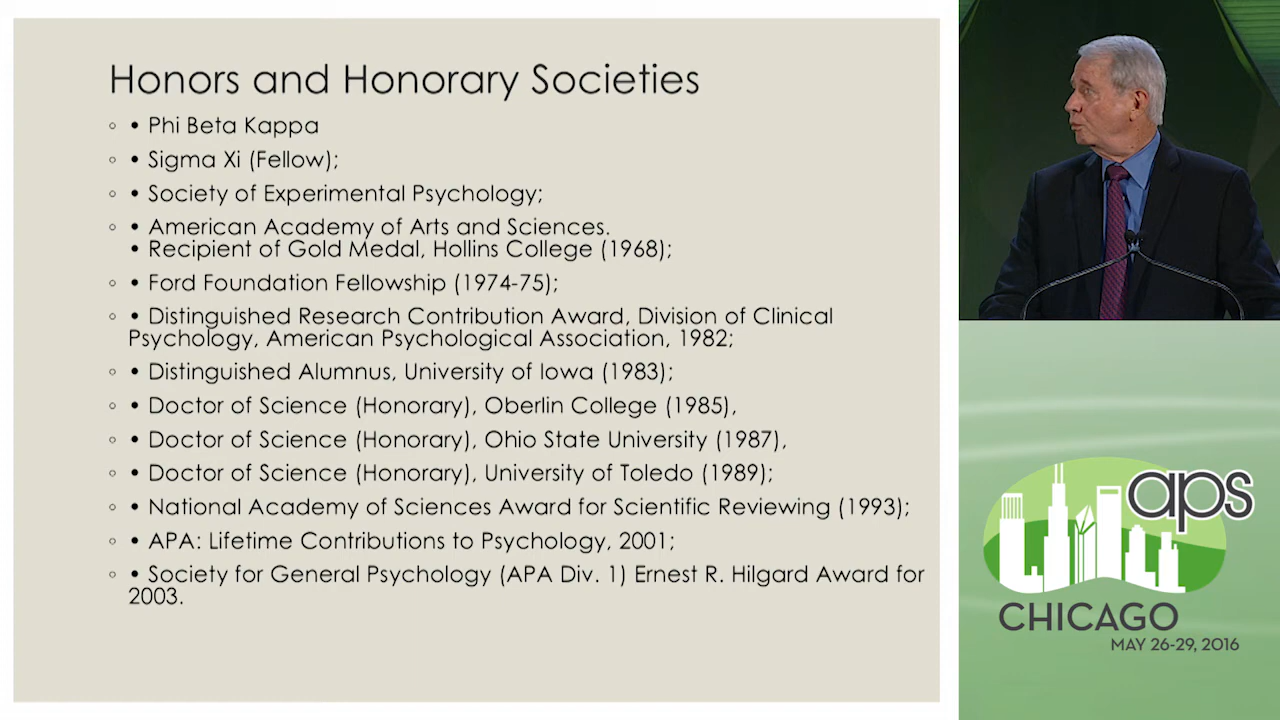 Honors and Honorary Societies
• Phi Beta Kappa
• Sigma Xi (Fellow);
• Society of Experimental Psychology;
• American Academy of Arts and Sciences.
• Recipient of Gold Medal, Hollins College (1968);
• Ford Foundation Fellowship (1974-75);
• Distinguished Research Contribution Award, Division of Clinical
Psychology, American Psychological Association, 1982;
• Distinguished Alumnus, University of Iowa (1983);
• Doctor of Science (Honorary), Oberlin College (1985),
• Doctor of Science (Honorary), Ohio State University (1987),
• Doctor of Science (Honorary), University of Toledo (1989);
• National Academy of Sciences Award for Scientific Reviewing (1993);
• APA: Lifetime Contributions to Psychology, 2001;
• Society for General Psychology (APA Div. 1) Ernest R. Hilgard Award for
2003.
aps
CHICAGO
MAY 26-29, 2016